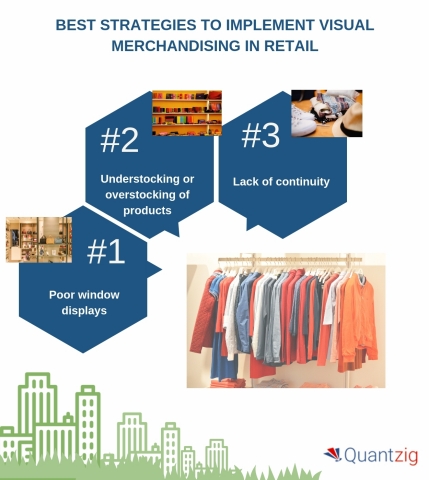 BEST STRATEGIES TO IMPLEMENT VISUAL
MERCHANDISING IN RETAIL
#1
Poor window
displays
#2
Understocking or
overstocking of
products
#3
Lack of continuity
Quantzig